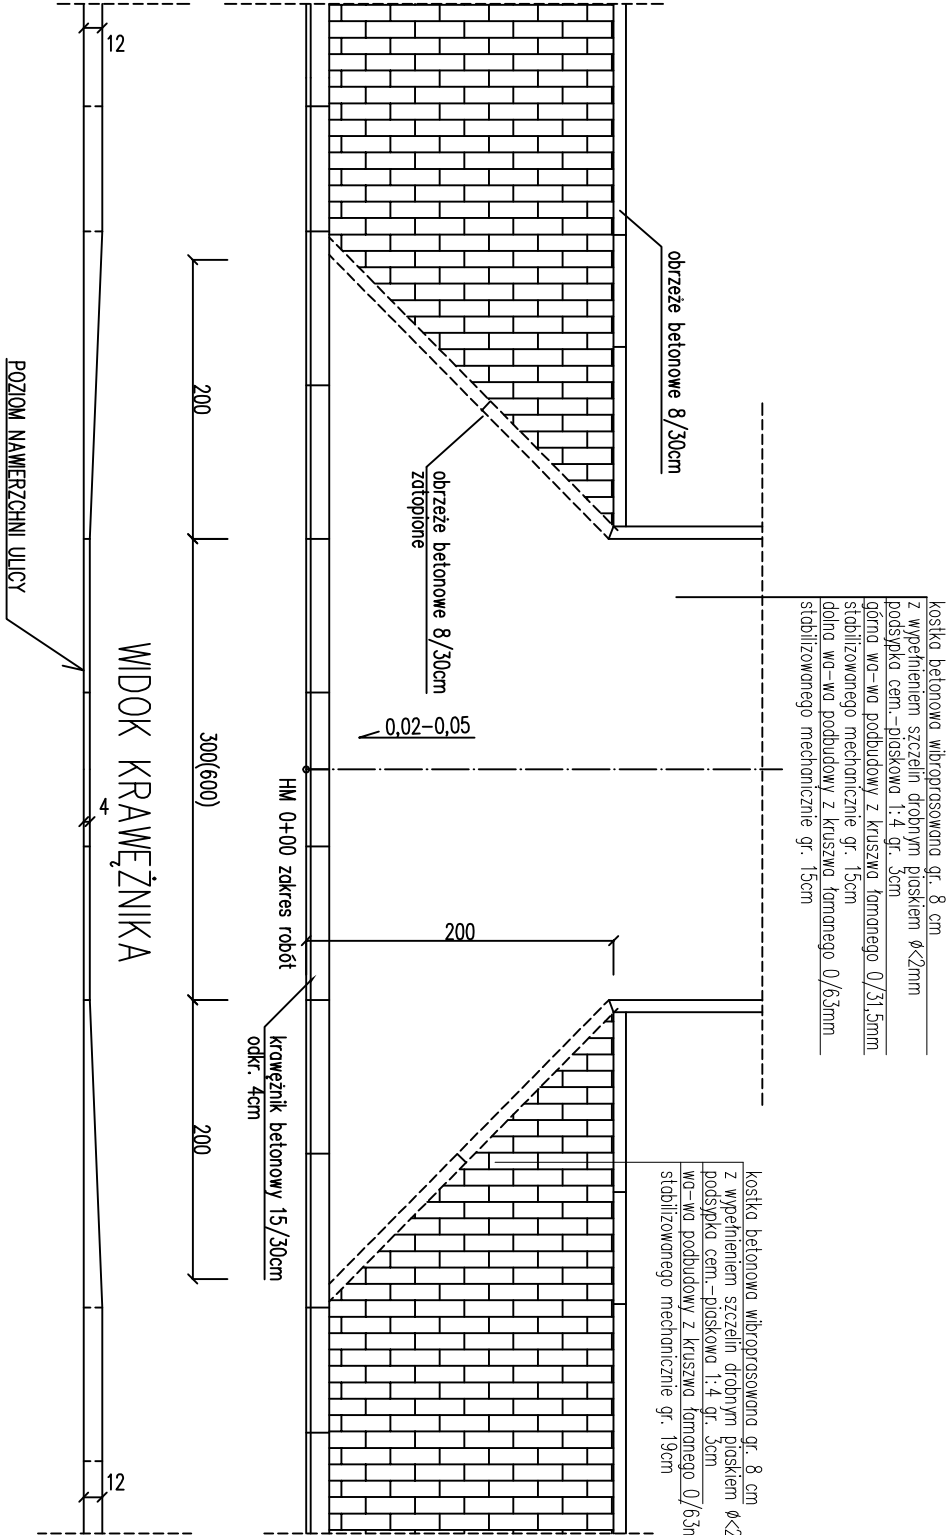 kostka betonowa wibroprasowana gr. 8 cm
z wypełnieniem szczelin drobnym piaskiem Ø<2mm
podsypka cem.-piaskowa 1:4 gr. 3cm
górna wa-wa podbudowy z kruszwa łamanego 0/31,5mm
stabilizowanego mechanicznie gr. 15cm
dolna wa-wa podbudowy z kruszwa łamanego 0/63mm
stabilizowanego mechanicznie gr. 15cm
kostka betonowa wibroprasowana gr. 8 cm
z wypełnieniem szczelin drobnym piaskiem Ø<2
podsypka cem.-piaskowa 1:4 gr. 3cm
wa-wa podbudowy z kruszwa łamanego 0/63m
stabilizowanego mechanicznie gr. 19cm
obrzeże betonowe 8/30cm
obrzeże betonowe 8/30cm
zatopione
0,02-0,05
200
HM 0+00 zakres robót
krawężnik betonowy 15/30cm
odkr. 4cm
200
300(600)
200
WIDOK KRAWĘŻNIKA
12
4
12
POZIOM NAWIERZCHNI ULICY